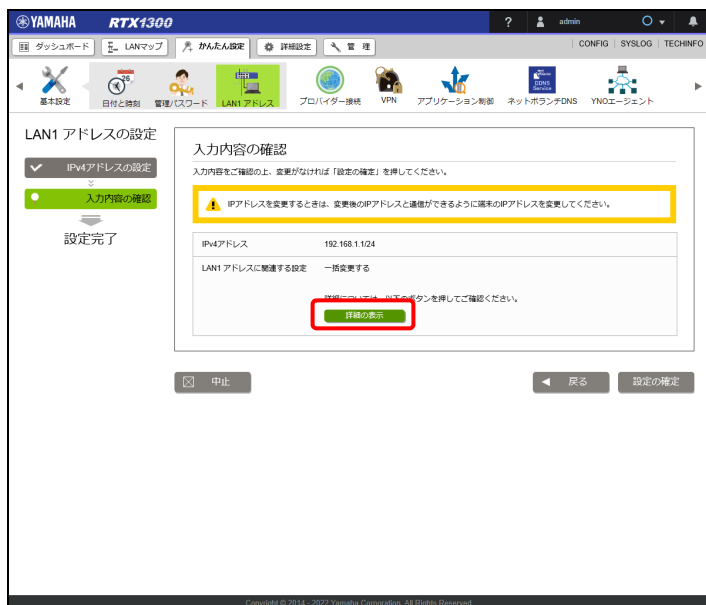 YAMAHA RTX1300 ? admin
ダッシュボード LANマップ かんたん設定 詳細設定 管 理 CONFIG | SYSLOG | TECHINFO
基本設定 日付と時刻 管理パスワード LAN1 アドレス プロバイダー接続 VPN アプリケーション制御 ネットボランチDNS YNOエージェント
LAN1 アドレスの設定
IPv4アドレスの設定
入力内容の確認
設定完了
入力内容の確認
入力内容をご確認の上、変更がなければ「設定の確定」を押してください。
IPアドレスを変更するときは、変更後のIPアドレスと通信ができるように端末のIPアドレスを変更してください。
IPv4アドレス 192.168.1.1/24
LAN1 アドレスに関連する設定 一括変更する
詳細については、以下のボタンを押してご確認ください。
詳細の表示
中止 戻る 設定の確定
Copyright © 2014 - 2022 Yamaha Corporation. All Rights Reserved.